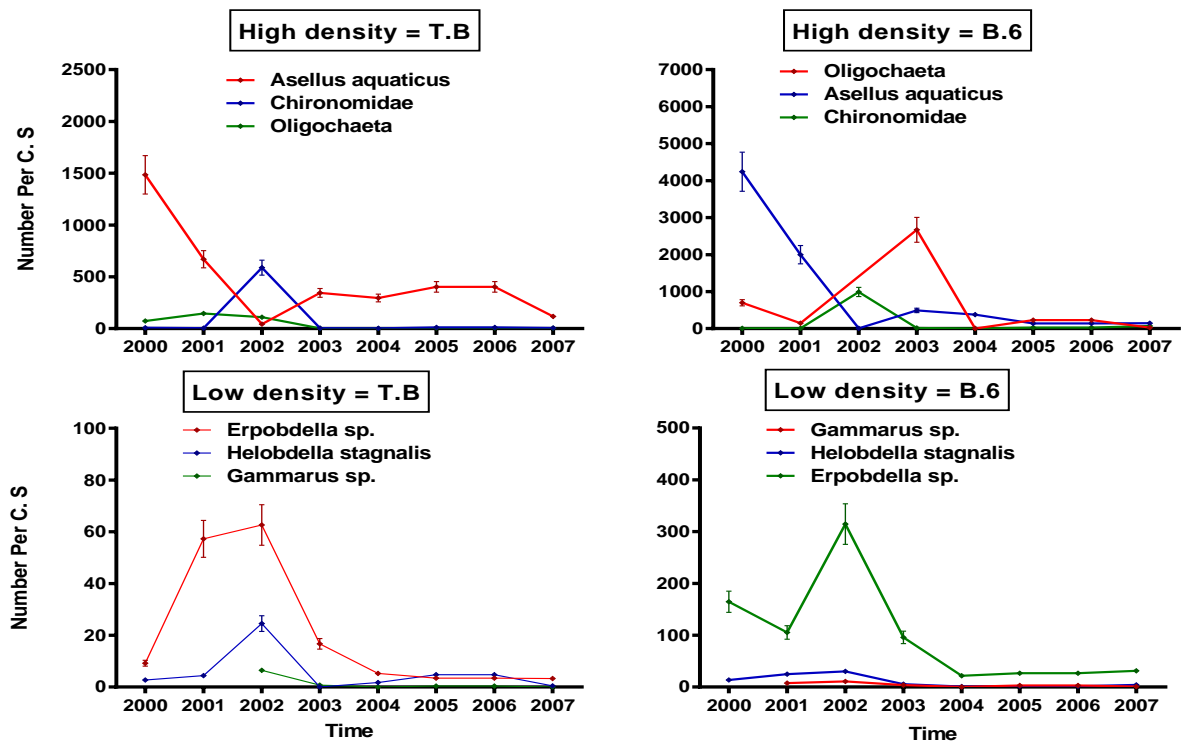 High density = T.B
Asellus aquaticus
Chironomidae
Oligochaeta
Number Per C. S
2500
2000
1500
1000
500
0
2000 2001 2002 2003 2004 2005 2006 2007
High density = B.6
Oligochaeta
Asellus aquaticus
Chironomidae
7000
6000
5000
4000
3000
2000
1000
0
2000 2001 2002 2003 2004 2005 2006 2007
Low density = T.B
Erpobdella sp.
Helobdella stagnalis
Gammarus sp.
Number Per C. S
100
80
60
40
20
0
2000 2001 2002 2003 2004 2005 2006 2007
Time
Low density = B.6
Gammarus sp.
Helobdella stagnalis
Erpobdella sp.
500
400
300
200
100
0
2000 2001 2002 2003 2004 2005 2006 2007
Time